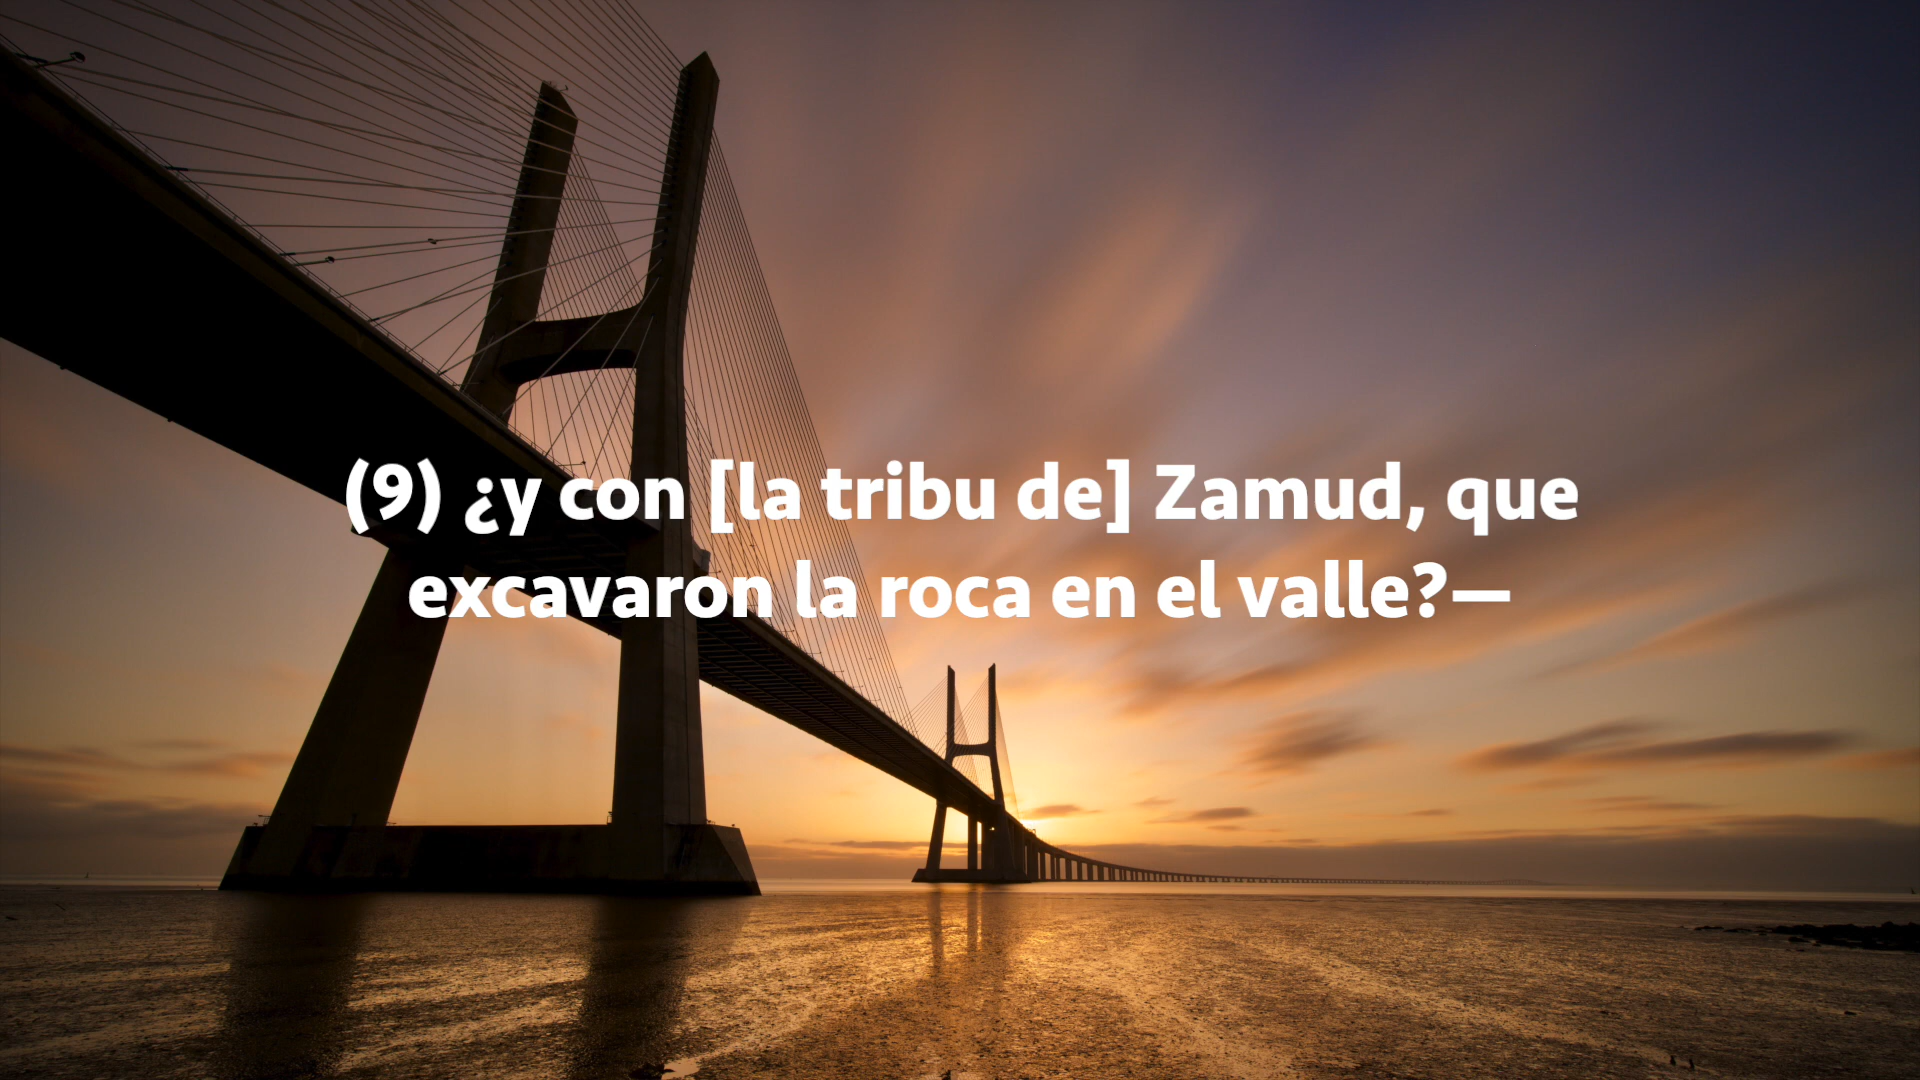 (9) ¿y con [la tribu de] Zamud, que
excavaron la roca en el valle?—